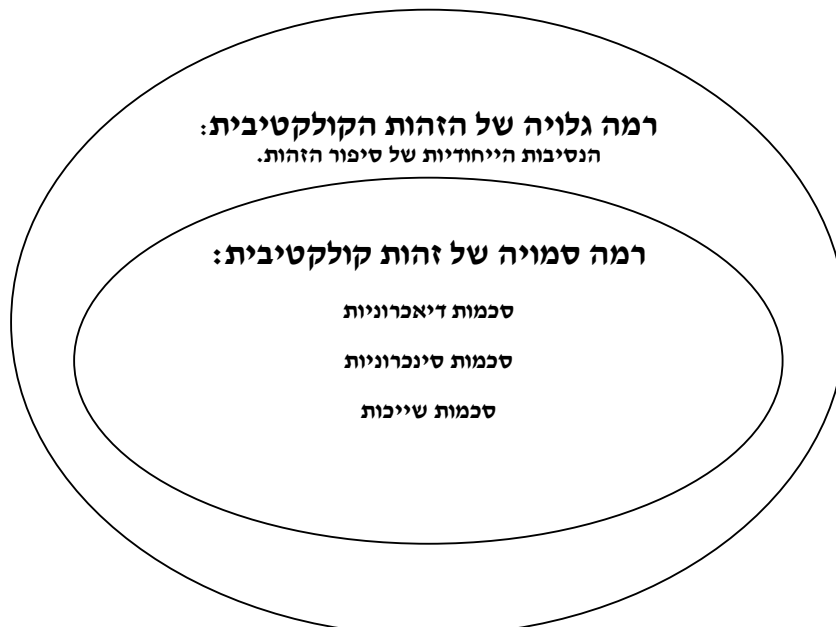 רמה גלויה של הזהות הקולקטיבית:
הנסיבות הייחודיות של סיפור הזהות.
רמה סמויה של זהות קולקטיבית:
סכמות דיאכרוניות
סכמות סינכרוניות
סכמות שייכות